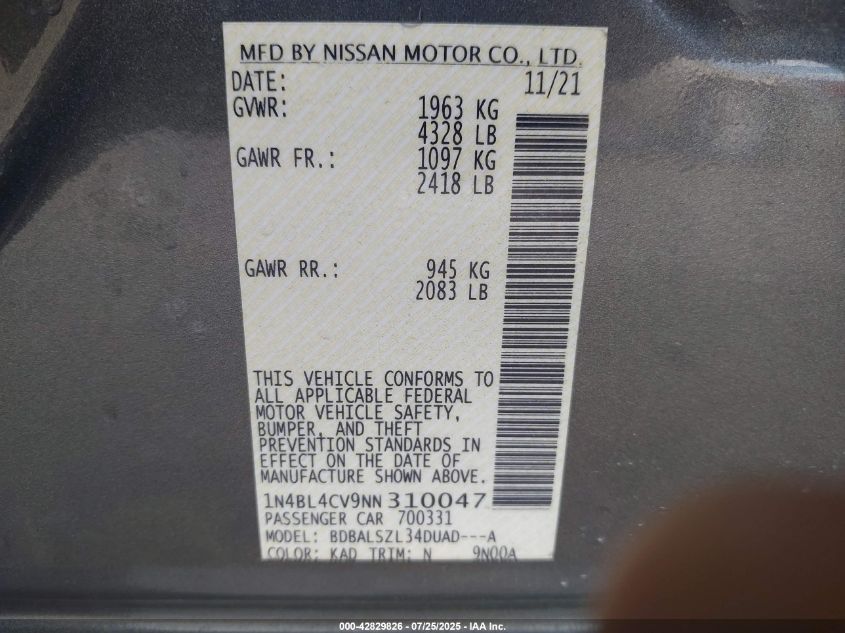 MFD BY NISSAN MOTOR CO., LTD.
DATE: 11/21
GVWR: 1963 KG
4328 LB
GAWR FR.: 1097 KG
2418 LB
GAWR RR.: 945 KG
2083 LB
THIS VEHICLE CONFORMS TO
ALL APPLICABLE FEDERAL
MOTOR VEHICLE SAFETY,
BUMPER, AND THEFT
PREVENTION STANDARDS IN
EFFECT ON THE DATE OF
MANUFACTURE SHOWN ABOVE.
1N4BL4CV9NN310047
PASSENGER CAR 700331
MODEL: BDBALSZL34DUAD---A
COLOR: KAD TRIM: N 9N00A
000-42829826 - 07/25/2025 - IAA Inc.